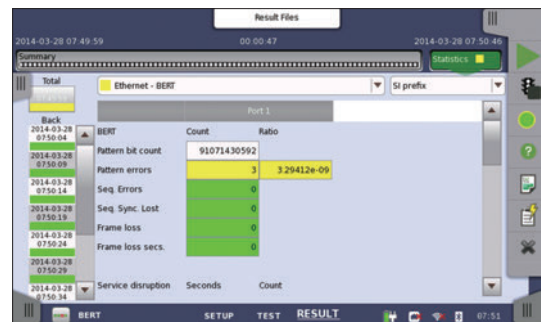 Result Files
2014-03-28 07:49:59 00:00:47 2014-03-28 07:50:46
Summary Statistics
Total Ethernet - BERT SI prefix
Port 1
Back
2014-03-28 07:50:04
2014-03-28 07:50:09
2014-03-28 07:50:14
2014-03-28 07:50:19
2014-03-28 07:50:24
2014-03-28 07:50:29
2014-03-28 07:50:34
BERT Count Ratio
Pattern bit count 91071430592
Pattern errors 3 3.29412e-09
Seq. Errors 0
Seq. Sync. Lost 0
Frame loss 0
Frame loss secs. 0
Service disruption Seconds Count
BERT SETUP TEST RESULT 07:51